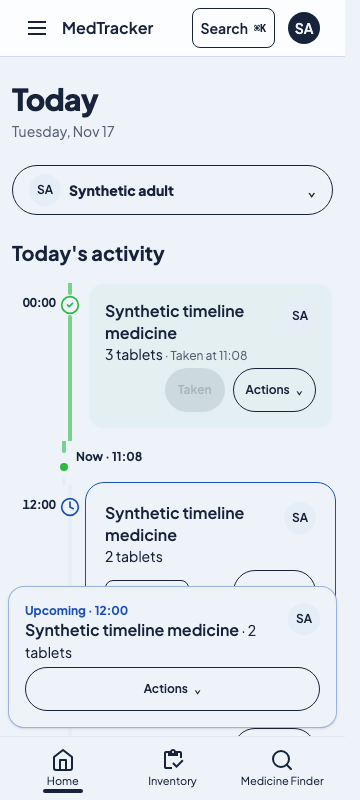 MedTracker
Search ⌘K
SA
Today
Tuesday, Nov 17
SA
Synthetic adult
Today's activity
00:00
Synthetic timeline
medicine
SA
3 tablets · Taken at 11:08
Taken
Actions
Now · 11:08
12:00
Synthetic timeline
medicine
SA
2 tablets
Upcoming · 12:00
Synthetic timeline medicine · 2
tablets
SA
Actions
Home
Inventory
Medicine Finder